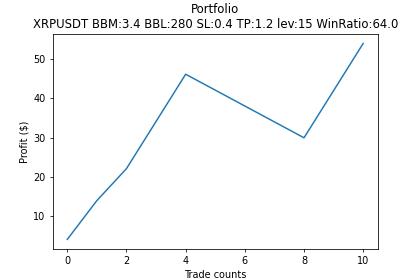 Portfolio
XRPUSDT BBM:3.4 BBL:280 SL:0.4 TP:1.2 lev:15 WinRatio:64.0
50
40
30
20
10
Profit ($)
0 2 4 6 8 10
Trade counts